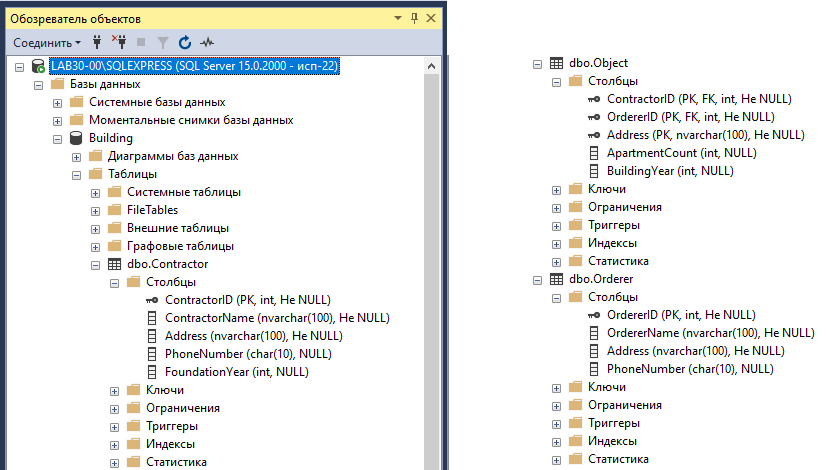 Обозреватель объектов
Соединить
LAB30-00\SQLEXPRESS (SQL Server 15.0.2000 - исп-22)
Базы данных
Системные базы данных
Моментальные снимки базы данных
Building
Диаграммы баз данных
Таблицы
Системные таблицы
FileTables
Внешние таблицы
Графовые таблицы
dbo.Contractor
Столбцы
ContractorID (PK, int, Не NULL)
ContractorName (nvarchar(100), Не NULL)
Address (nvarchar(100), Не NULL)
PhoneNumber (char(10), NULL)
FoundationYear (int, NULL)
Ключи
Ограничения
Триггеры
Индексы
Статистика
dbo.Object
Столбцы
ContractorID (PK, FK, int, Не NULL)
OrdererID (PK, FK, int, Не NULL)
Address (PK, nvarchar(100), Не NULL)
ApartmentCount (int, NULL)
BuildingYear (int, NULL)
Ключи
Ограничения
Триггеры
Индексы
Статистика
dbo.Orderer
Столбцы
OrdererID (PK, int, Не NULL)
OrdererName (nvarchar(100), Не NULL)
Address (nvarchar(100), Не NULL)
PhoneNumber (char(10), NULL)
Ключи
Ограничения
Триггеры
Индексы
Статистика